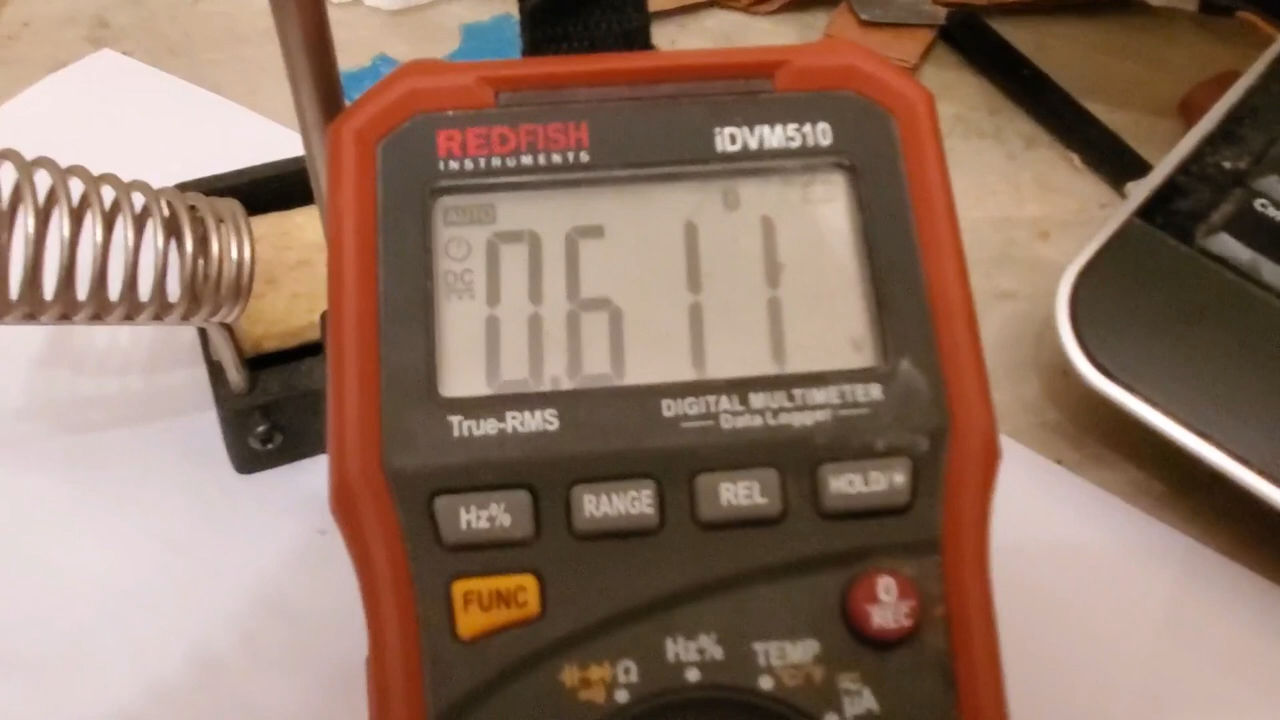 REDFISH iDVM510
INSTRUMENTS
AUTO
DC
0.611
True-RMS
DIGITAL MULTIMETER
Data Logger
Hz%
RANGE
REL
HOLD/☀
FUNC
REC
Ω
Hz%
TEMP
°C/°F
µA